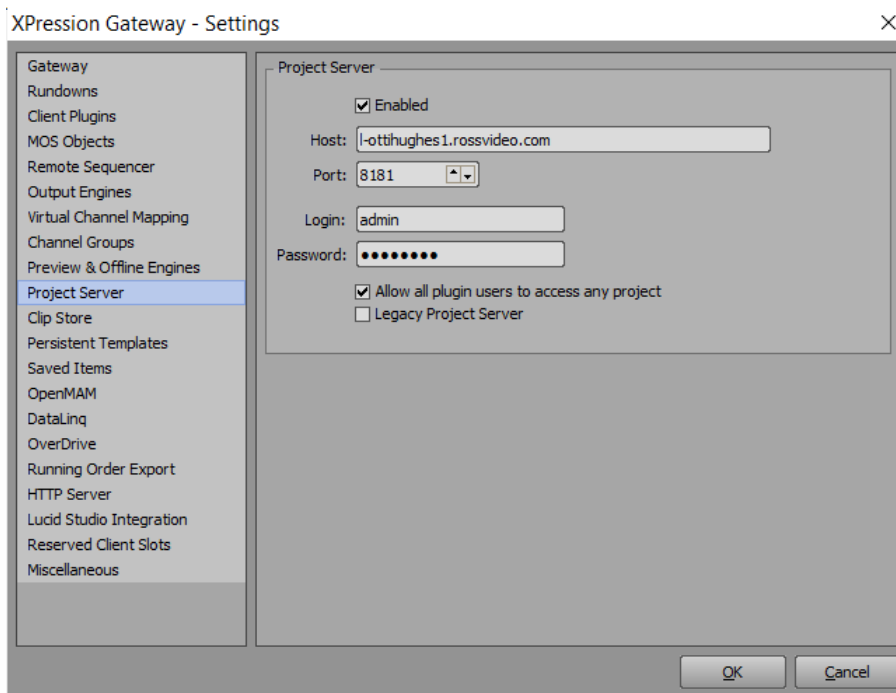 XPression Gateway - Settings
Gateway
Rundowns
Client Plugins
MOS Objects
Remote Sequencer
Output Engines
Virtual Channel Mapping
Channel Groups
Preview & Offline Engines
Project Server
Clip Store
Persistent Templates
Saved Items
OpenMAM
DataLinq
OverDrive
Running Order Export
HTTP Server
Lucid Studio Integration
Reserved Client Slots
Miscellaneous
Project Server
Enabled
Host: l-ottihughes1.rossvideo.com
Port: 8181
Login: admin
Password: ●●●●●●●●
Allow all plugin users to access any project
Legacy Project Server
OK
Cancel